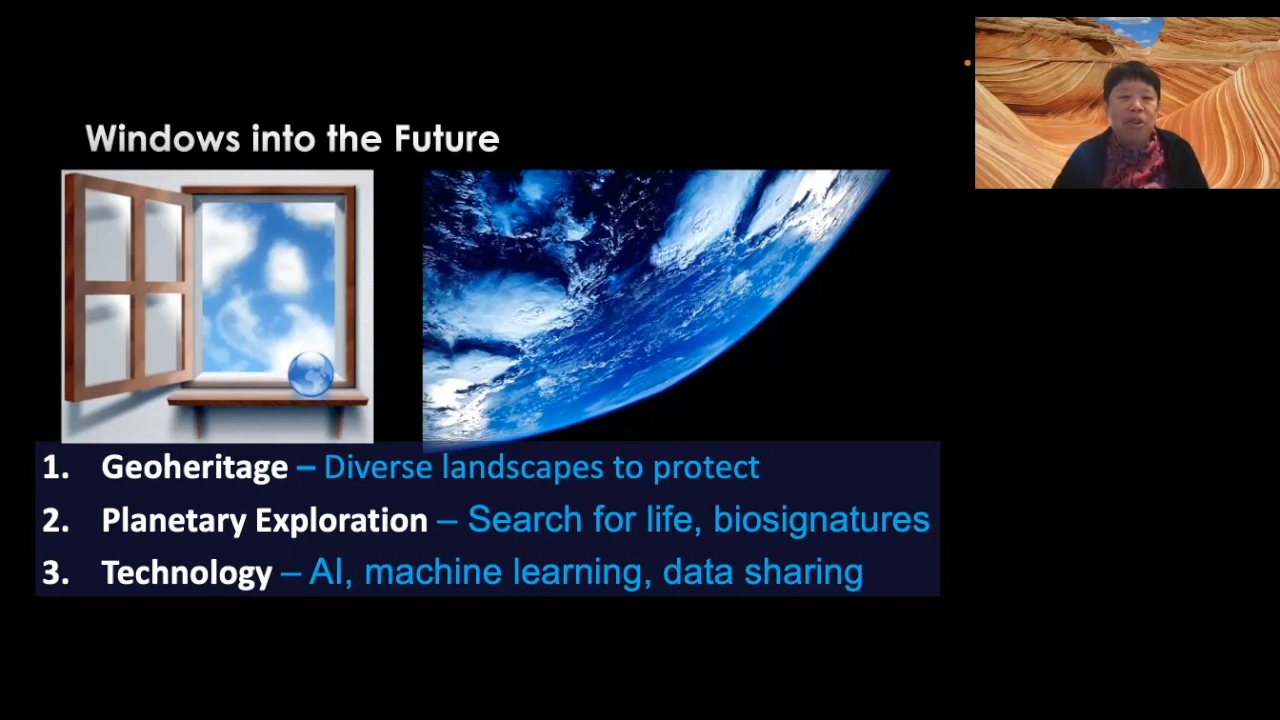 Windows into the Future
1. Geoheritage – Diverse landscapes to protect
2. Planetary Exploration – Search for life, biosignatures
3. Technology – AI, machine learning, data sharing